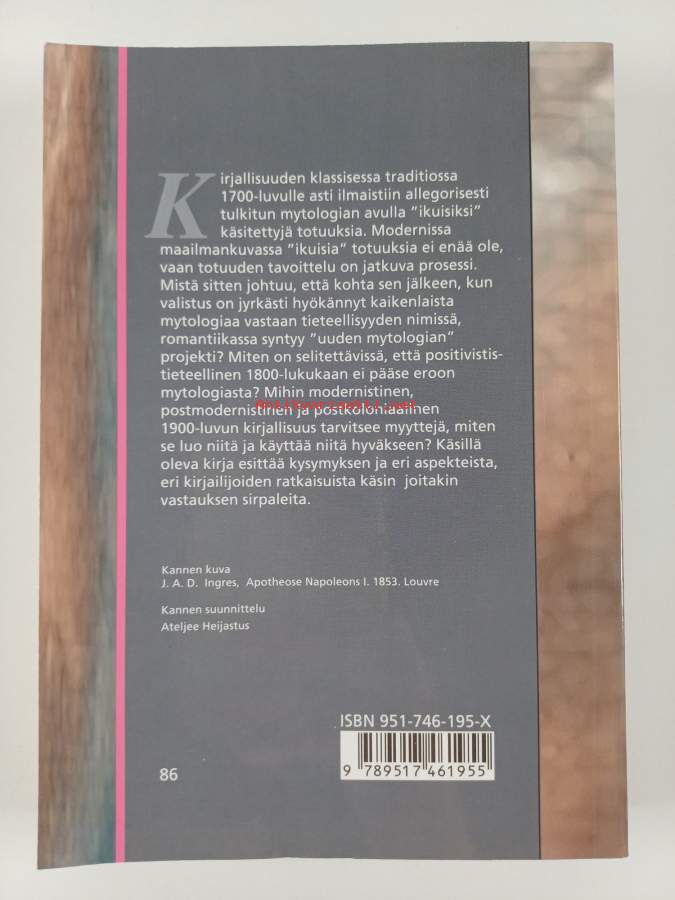 Kirjallisuuden klassisessa traditiossa
1700-luvulle asti ilmaistiin allegorisesti
tulkitun mytologian avulla "ikuisiksi"
käsitettyjä totuuksia. Modernissa
maailmankuvassa "ikuisia" totuuksia ei enää ole,
vaan totuuden tavoittelu on jatkuva prosessi.
Mistä sitten johtuu, että kohta sen jälkeen, kun
valistus on jyrkästi hyökännyt kaikenlaista
mytologiaa vastaan tieteellisyyden nimissä,
romantiikassa syntyy "uuden mytologian"
projekti? Miten on selitettävissä, että positivistis-
tieteellinen 1800-lukukaan ei pääse eroon
mytologiasta? Mihin modernistinen,
Antikvariaatti.net
postmodernistinen ja postkoloniaalinen
1900-luvun kirjallisuus tarvitsee myyttejä, miten
se luo niitä ja käyttää niitä hyväkseen? Käsillä
oleva kirja esittää kysymyksen ja eri aspekteista,
eri kirjailijoiden ratkaisuista käsin joitakin
vastauksen sirpaleita.
Kannen kuva
J. A. D. Ingres, Apotheose Napoleons I. 1853. Louvre
Kannen suunnittelu
Ateljee Heijastus
ISBN 951-746-195-X
9 789517 461955
86